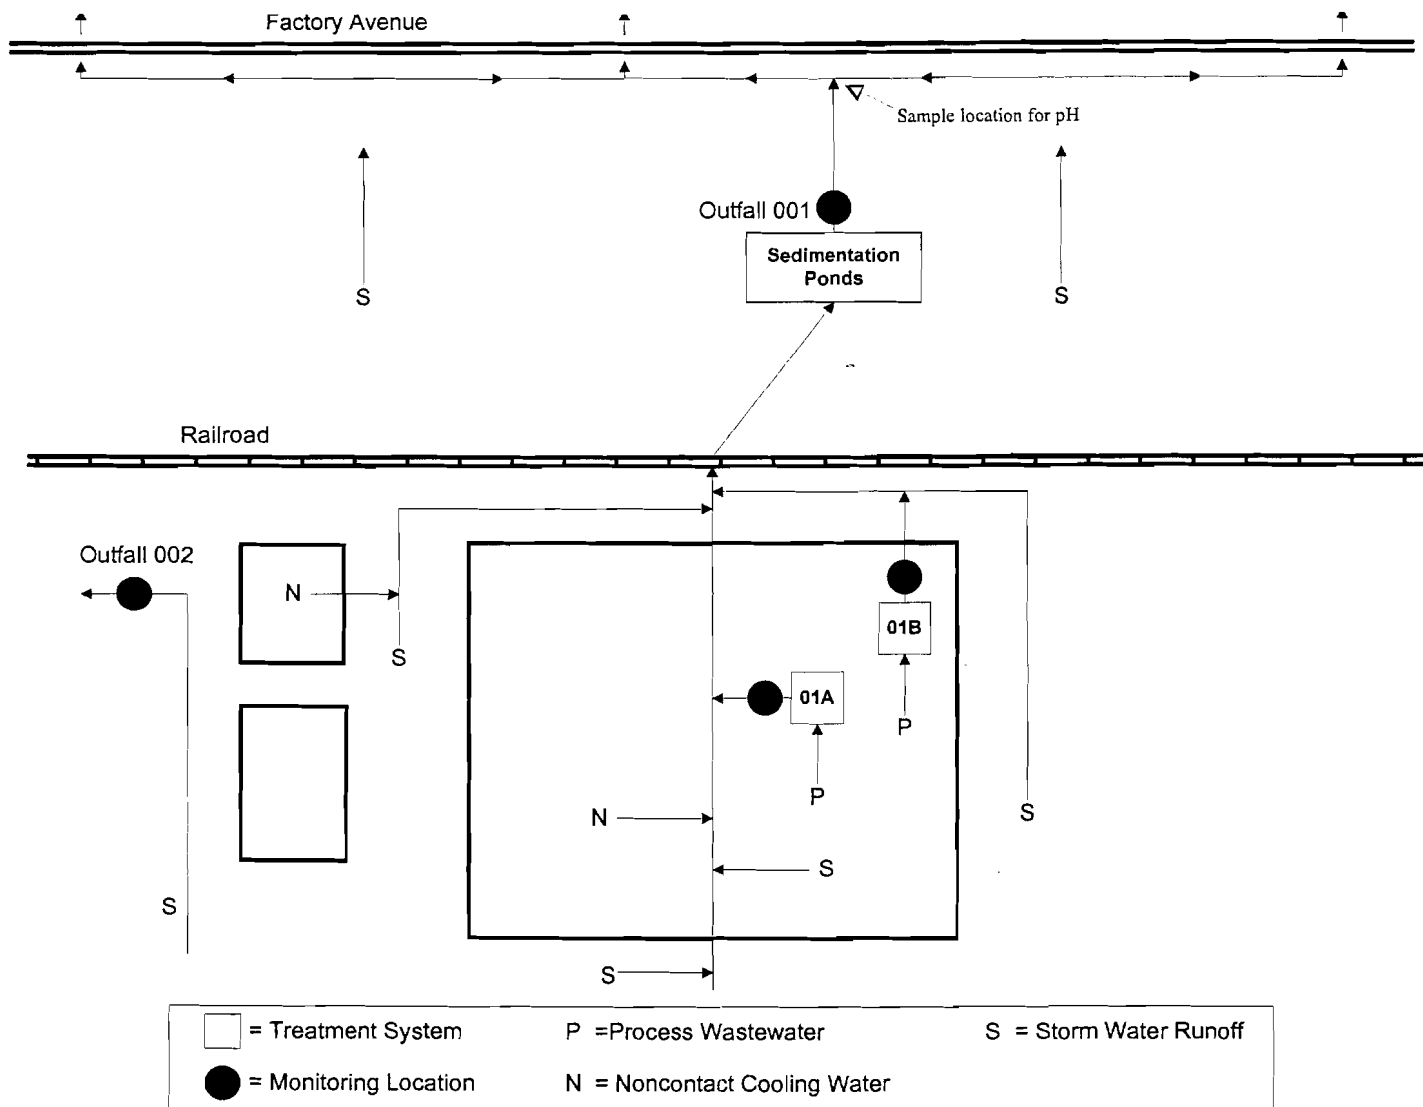 Factory Avenue
Sample location for pH
Outfall 001
Sedimentation
Ponds
S
S
Railroad
Outfall 002
N
S
01B
01A
P
P
N
S
S
S
S
= Treatment System
P =Process Wastewater
S = Storm Water Runoff
= Monitoring Location
N = Noncontact Cooling Water